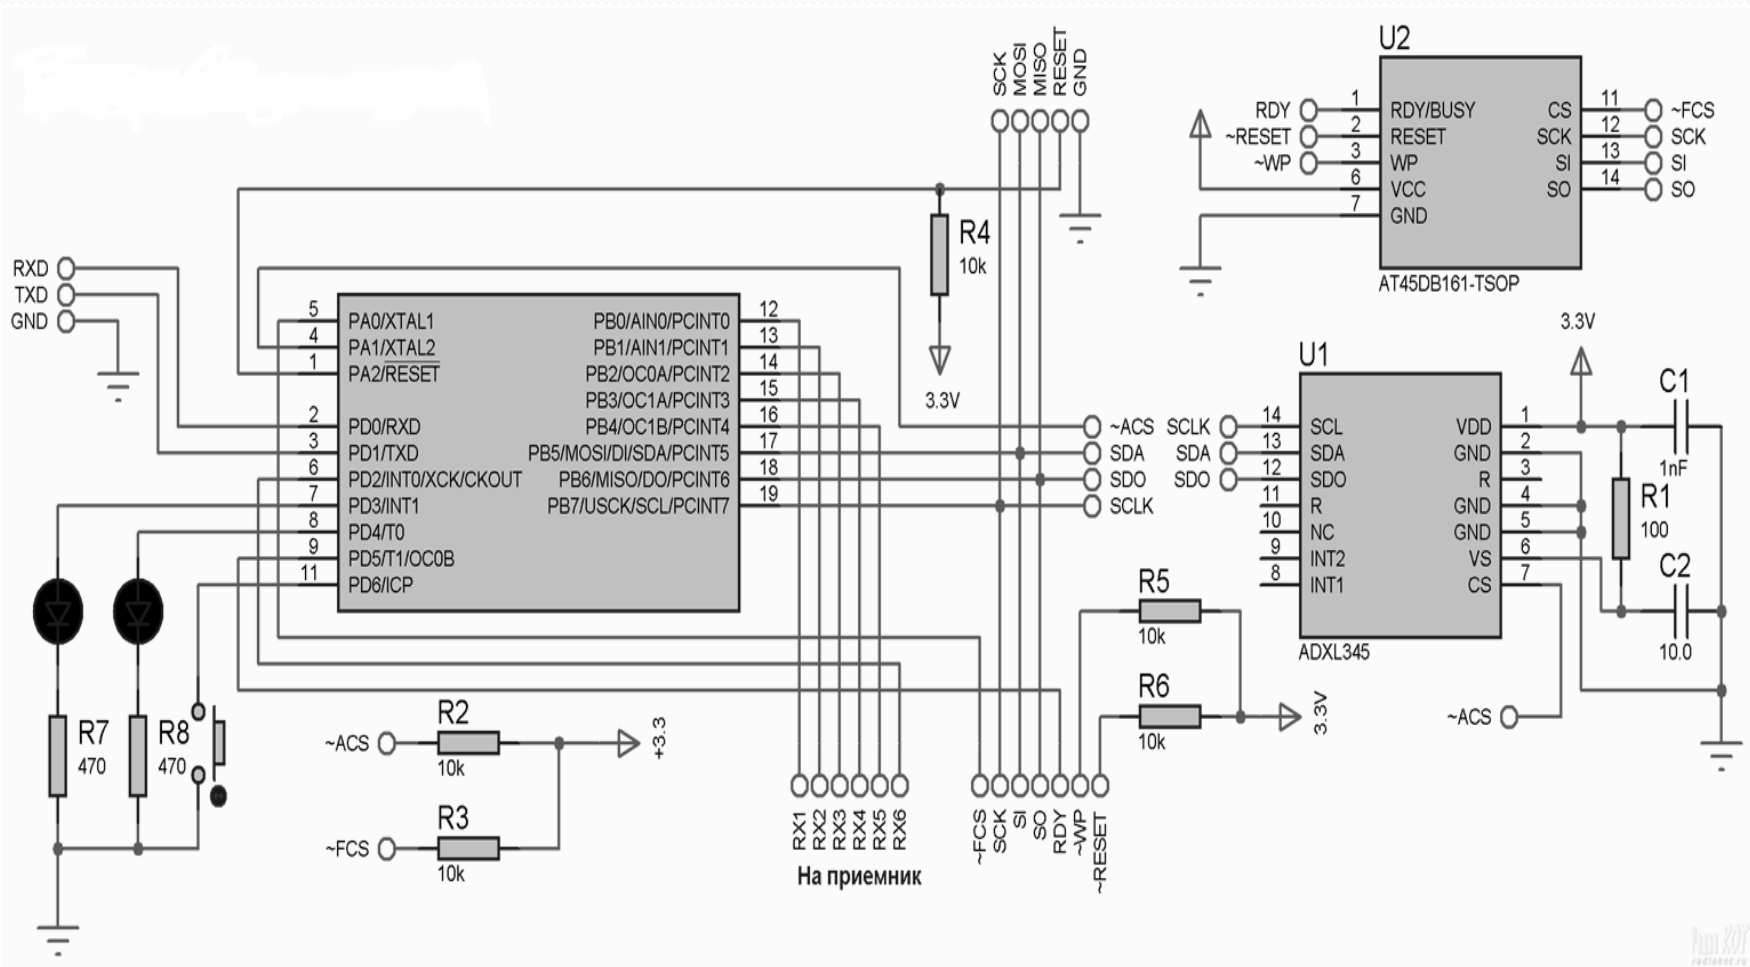 SCK
MOSI
MISO
RESET
GND
U2
RDY
~RESET
~WP
1
2
3
6
7
RDY/BUSY
RESET
WP
VCC
GND
CS
SCK
SI
SO
11
12
13
14
~FCS
SCK
SI
SO
AT45DB161-TSOP
R4
10k
3.3V
RXD
TXD
GND
5
4
1
2
3
6
7
8
9
11
PA0/XTAL1
PA1/XTAL2
PA2/RESET
PD0/RXD
PD1/TXD
PD2/INT0/XCK/CKOUT
PD3/INT1
PD4/T0
PD5/T1/OC0B
PD6/ICP
PB0/AIN0/PCINT0
PB1/AIN1/PCINT1
PB2/OC0A/PCINT2
PB3/OC1A/PCINT3
PB4/OC1B/PCINT4
PB5/MOSI/DI/SDA/PCINT5
PB6/MISO/DO/PCINT6
PB7/USCK/SCL/PCINT7
12
13
14
15
16
17
18
19
~ACS
SDA
SDO
SCLK
SCLK
SDA
SDO
U1
14
13
12
11
10
9
8
SCL
SDA
SDO
R
NC
INT2
INT1
VDD
GND
R
GND
GND
VS
CS
1
2
3
4
5
6
7
ADXL345
3.3V
C1
1nF
R1
100
C2
10.0
~ACS
R5
10k
R6
10k
3.3V
R7
470
R8
470
~ACS
R2
10k
+3.3
~FCS
R3
10k
RX1
RX2
RX3
RX4
RX5
RX6
На приемник
~FCS
SCK
SI
SO
RDY
~WP
~RESET
Радио КОТ
radiokot.ru